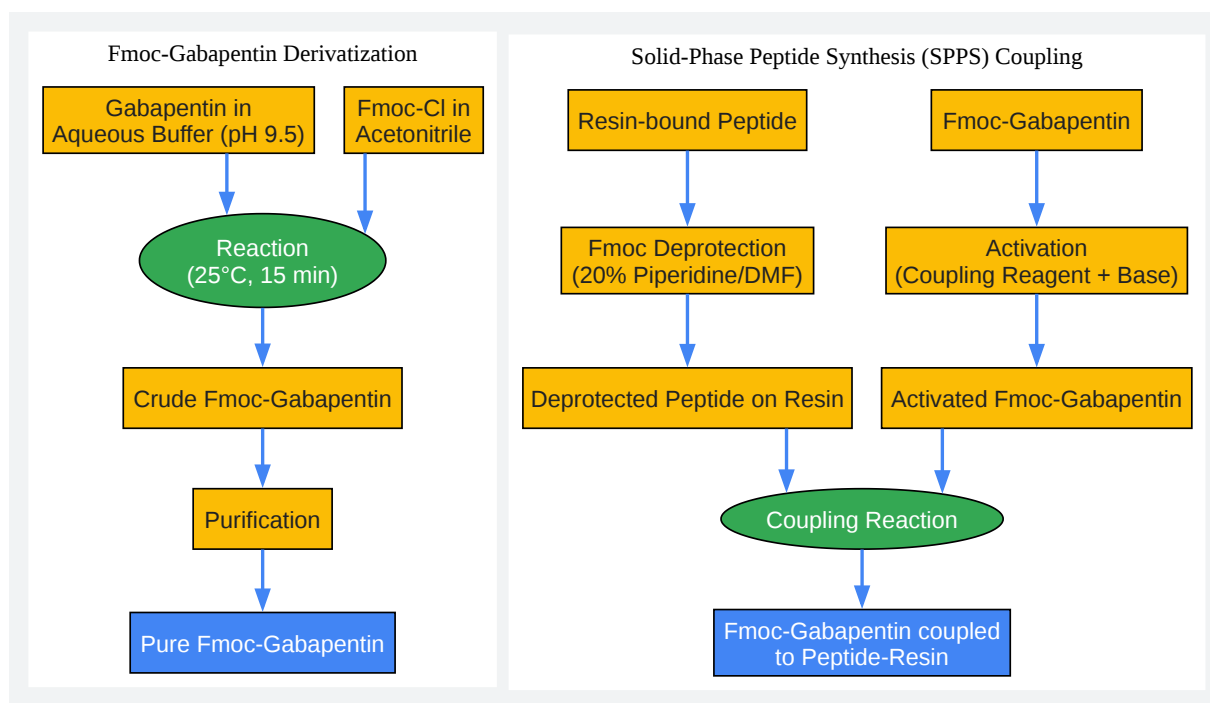 Fmoc-Gabapentin Derivatization
Gabapentin in
Aqueous Buffer (pH 9.5)
Fmoc-Cl in
Acetonitrile
Reaction
(25°C, 15 min)
Crude Fmoc-Gabapentin
Purification
Pure Fmoc-Gabapentin
Solid-Phase Peptide Synthesis (SPPS) Coupling
Resin-bound Peptide
Fmoc-Gabapentin
Fmoc Deprotection
(20% Piperidine/DMF)
Activation
(Coupling Reagent + Base)
Deprotected Peptide on Resin
Activated Fmoc-Gabapentin
Coupling Reaction
Fmoc-Gabapentin coupled
to Peptide-Resin